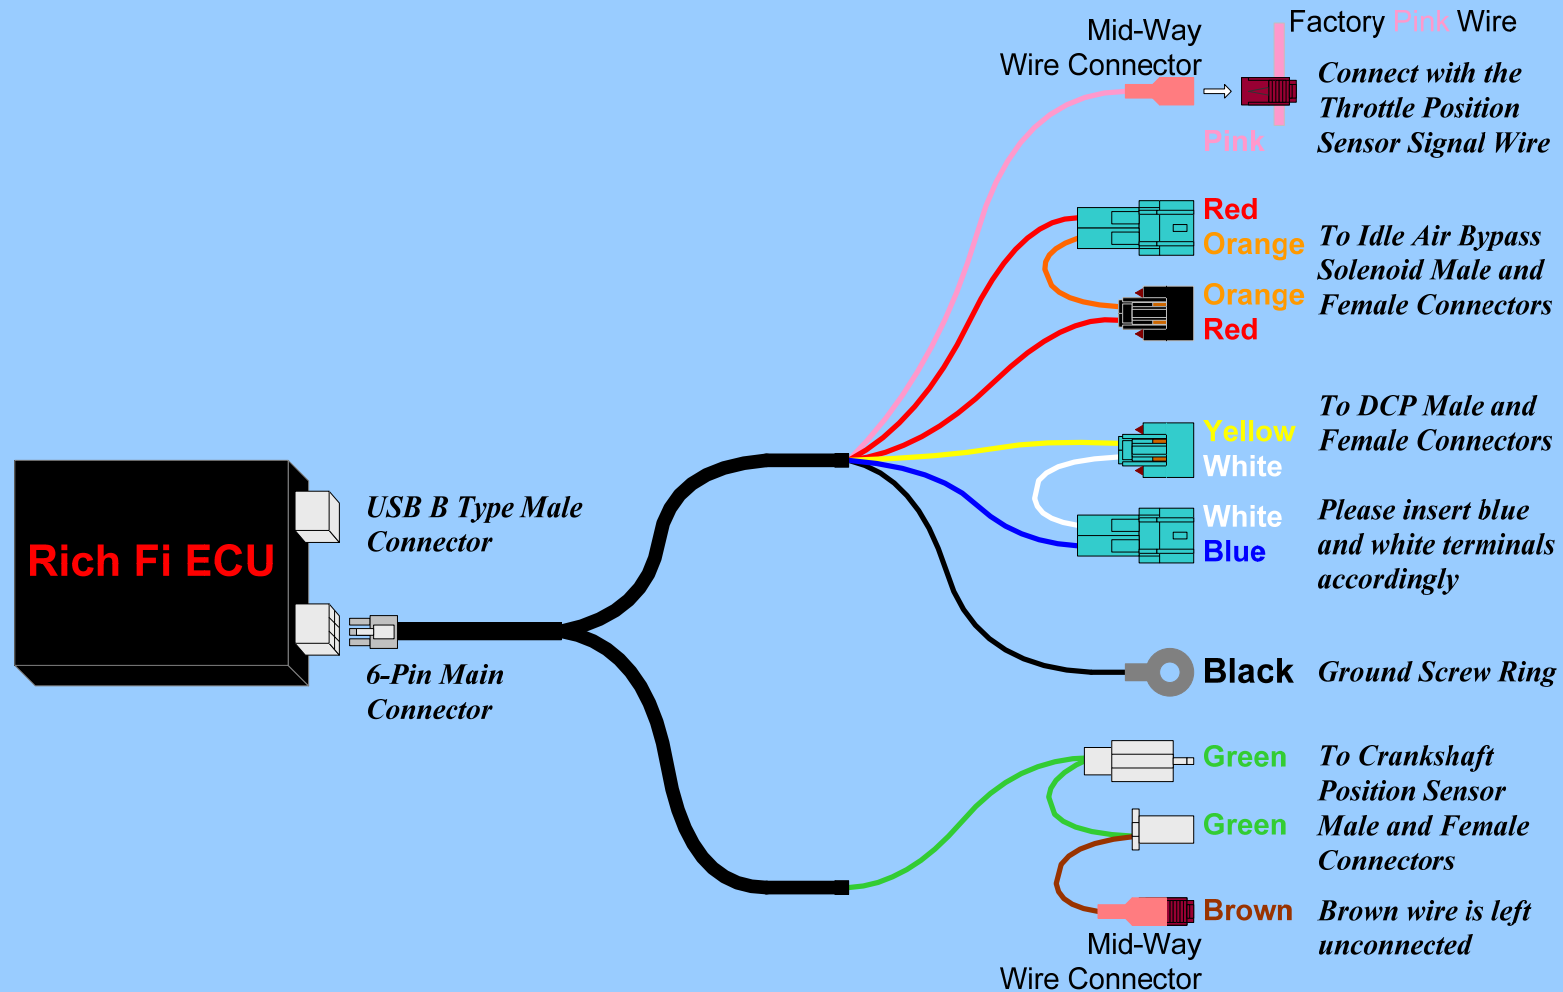 Factory Pink Wire
Mid-Way
Wire Connector
Connect with the
Throttle Position
Sensor Signal Wire
Pink
Red
Orange
Orange
Red
To Idle Air Bypass
Solenoid Male and
Female Connectors
Yellow
White
To DCP Male and
Female Connectors
White
Blue
Please insert blue
and white terminals
accordingly
Rich Fi ECU
USB B Type Male
Connector
6-Pin Main
Connector
Black
Ground Screw Ring
Green
Green
To Crankshaft
Position Sensor
Male and Female
Connectors
Brown
Brown wire is left
unconnected
Mid-Way
Wire Connector